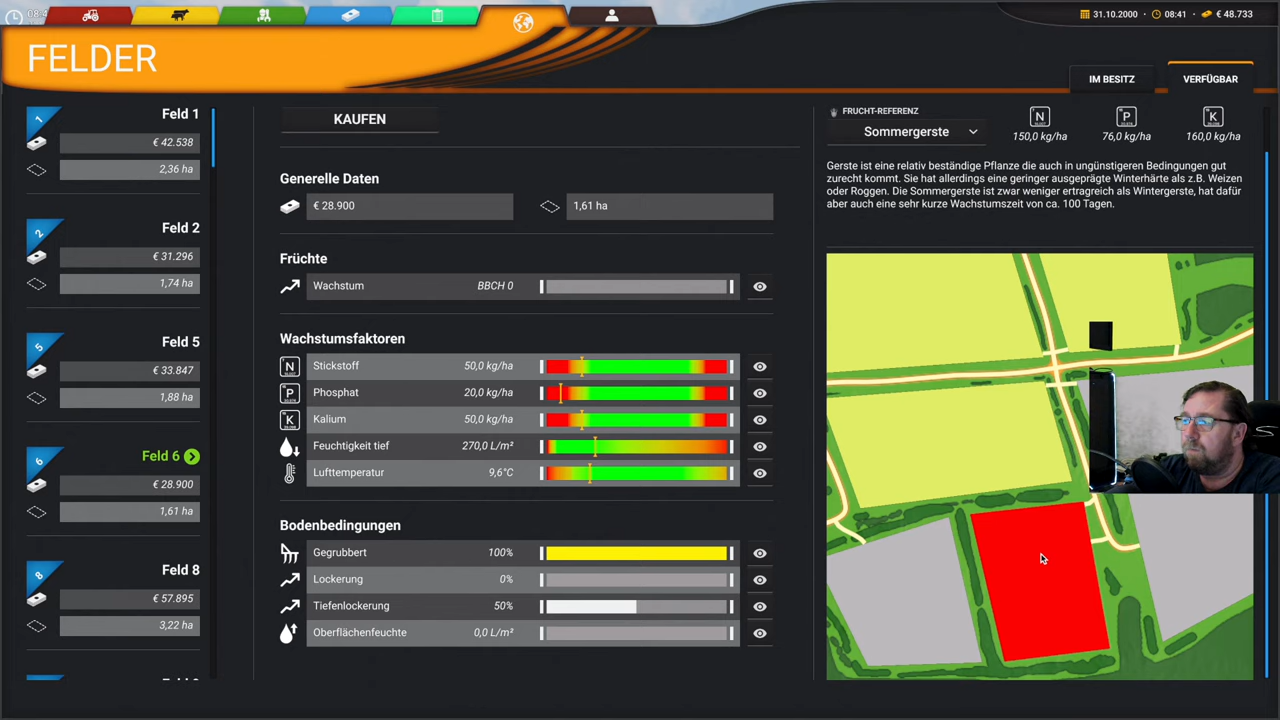 08:4
31.10.2000
08:41
€ 48.733
FELDER
IM BESITZ
VERFÜGBAR
1
Feld 1
€ 42.538
2,36 ha
2
Feld 2
€ 31.296
1,74 ha
5
Feld 5
€ 33.847
1,88 ha
6
Feld 6
€ 28.900
1,61 ha
8
Feld 8
€ 57.895
3,22 ha
KAUFEN
Generelle Daten
€ 28.900
1,61 ha
Früchte
Wachstum BBCH 0
Wachstumsfaktoren
N Stickstoff 50,0 kg/ha
P Phosphat 20,0 kg/ha
K Kalium 50,0 kg/ha
Feuchtigkeit tief 270,0 L/m²
Lufttemperatur 9,6°C
Bodenbedingungen
Gegrubbert 100%
Lockerung 0%
Tiefenlockerung 50%
Oberflächenfeuchte 0,0 L/m²
FRUCHT-REFERENZ
Sommergerste
N
150,0 kg/ha
P
76,0 kg/ha
K
160,0 kg/ha
Gerste ist eine relativ beständige Pflanze die auch in ungünstigeren Bedingungen gut
zurecht kommt. Sie hat allerdings eine geringer ausgeprägte Winterhärte als z.B. Weizen
oder Roggen. Die Sommergerste ist zwar weniger ertragreich als Wintergerste, hat dafür
aber auch eine sehr kurze Wachstumszeit von ca. 100 Tagen.